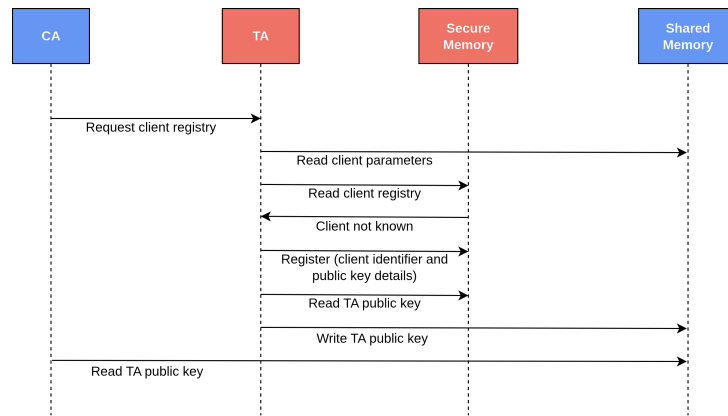 CA
TA
Secure
Memory
Shared
Memory
Request client registry
Read client parameters
Read client registry
Client not known
Register (client identifier and
public key details)
Read TA public key
Write TA public key
Read TA public key